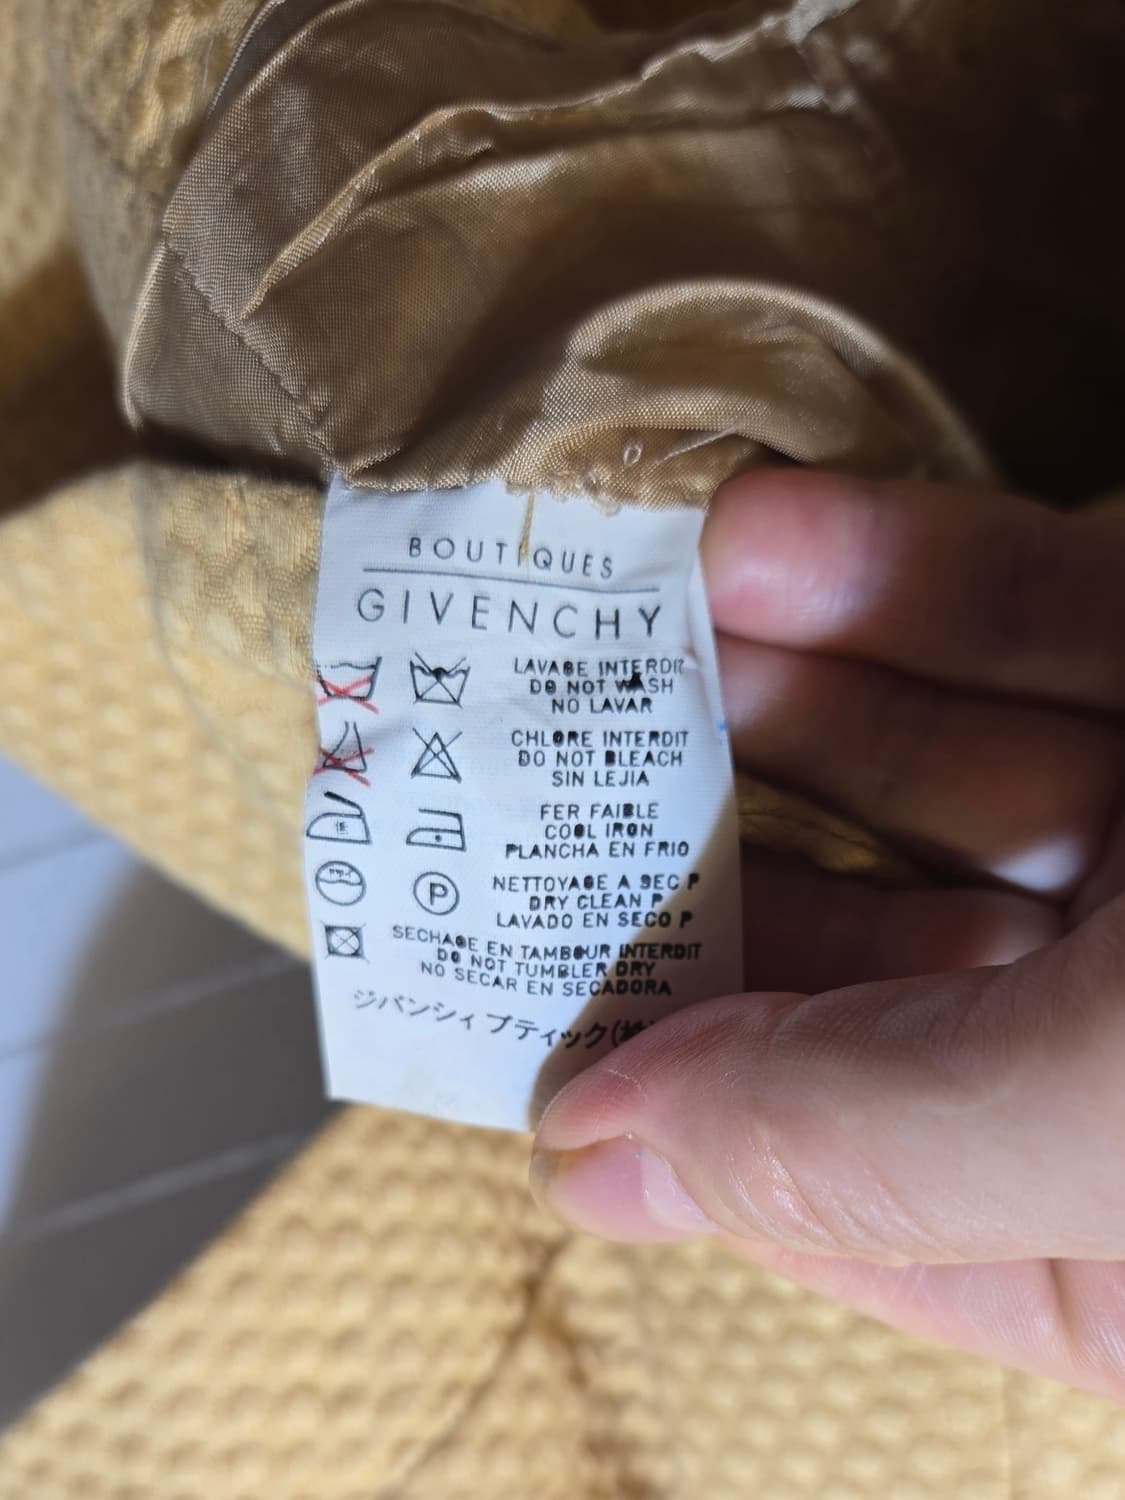 BOUTIQUES
GIVENCHY
LAVAGE INTERDIT
DO NOT WASH
NO LAVAR
CHLORE INTERDIT
DO NOT BLEACH
SIN LEJIA
FER FAIBLE
COOL IRON
PLANCHA EN FRIO
P
NETTOYAGE A SEC P
DRY CLEAN P
LAVADO EN SECO P
SECHAGE EN TAMBOUR INTERDIT
DO NOT TUMBLER DRY
NO SECAR EN SECADORA
ジバンシィ ブティック(株